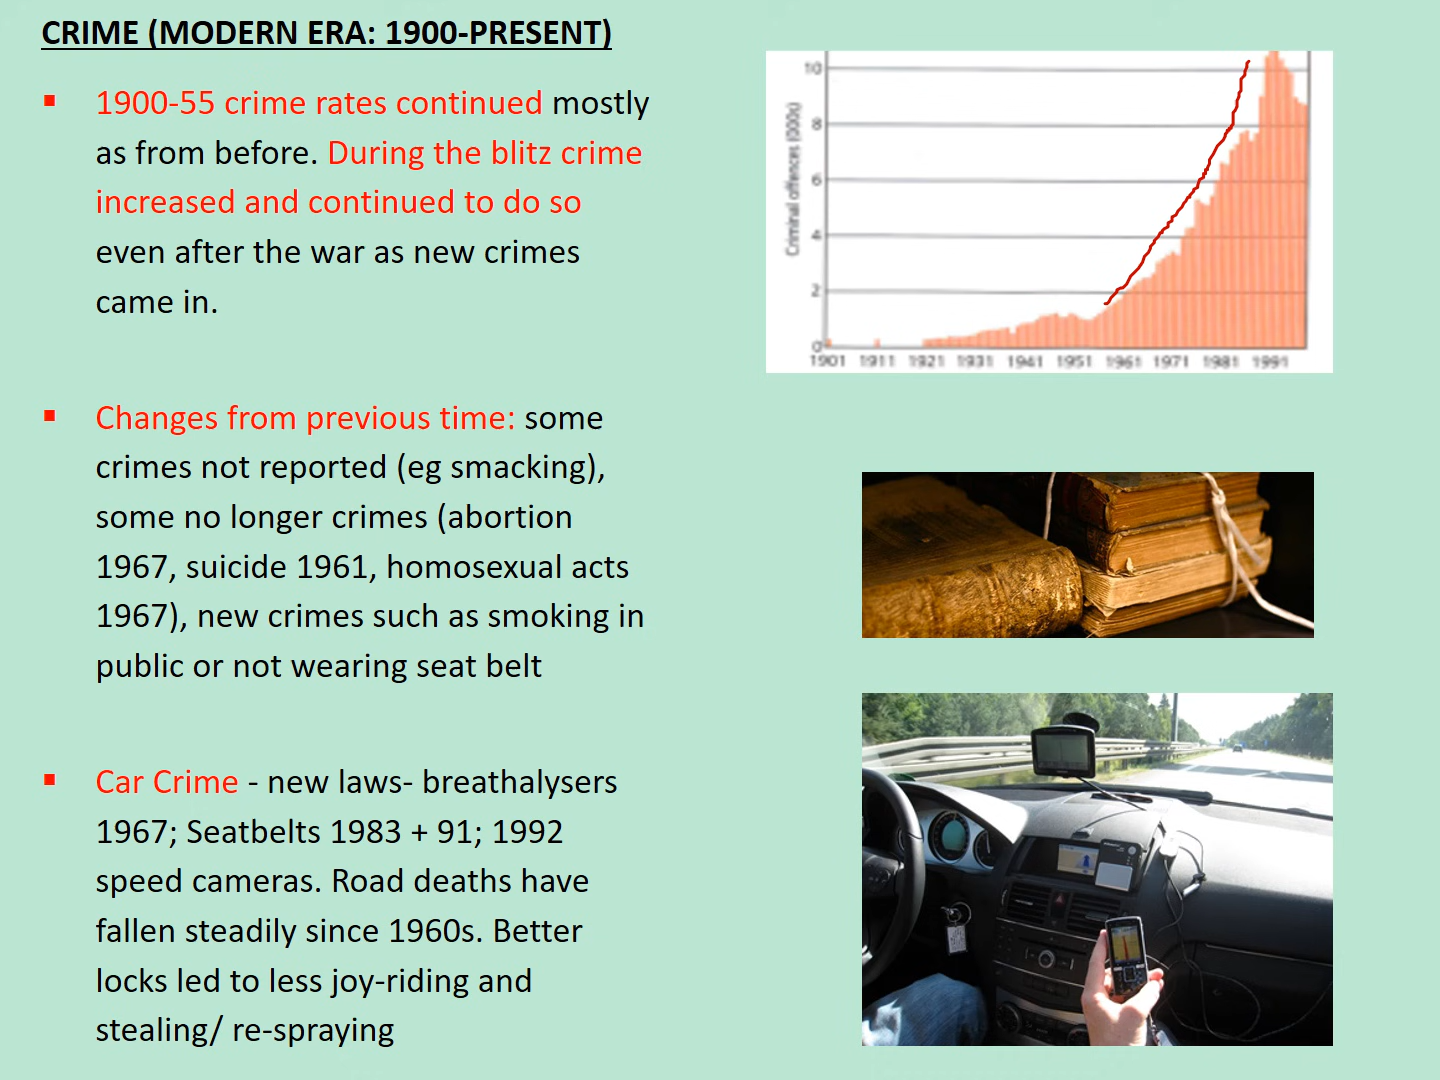 CRIME (MODERN ERA: 1900-PRESENT)
▪ 1900-55 crime rates continued mostly
as from before. During the blitz crime
increased and continued to do so
even after the war as new crimes
came in.
▪ Changes from previous time: some
crimes not reported (eg smacking),
some no longer crimes (abortion
1967, suicide 1961, homosexual acts
1967), new crimes such as smoking in
public or not wearing seat belt
▪ Car Crime - new laws- breathalysers
1967; Seatbelts 1983 + 91; 1992
speed cameras. Road deaths have
fallen steadily since 1960s. Better
locks led to less joy-riding and
stealing/ re-spraying
Criminal offences (000s)
10
8
6
4
2
0
1901 1911 1921 1931 1941 1951 1961 1971 1981 1991